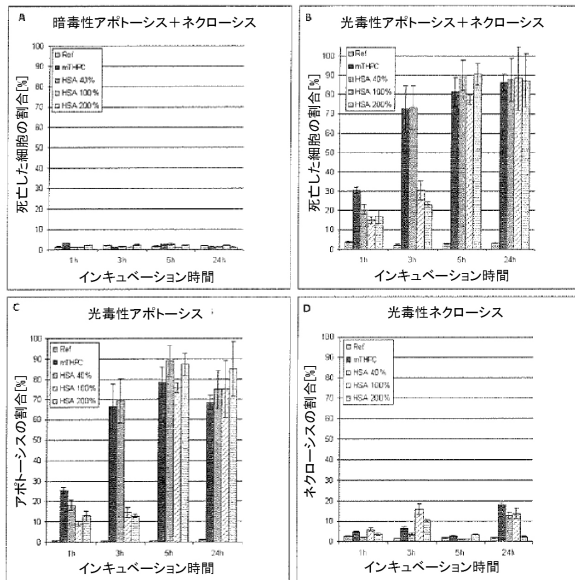 A
暗毒性アポトーシス+ネクローシス
死亡した細胞の割合[%]
100
90
80
70
60
50
40
30
20
10
0
Ref
mTHPC
HSA 40%
HSA 100%
HSA 200%
1h
3h
5h
24h
インキュベーション時間
B
光毒性アポトーシス+ネクローシス
死亡した細胞の割合[%]
100
90
80
70
60
50
40
30
20
10
0
Ref
mTHPC
HSA 40%
HSA 100%
HSA 200%
1h
3h
5h
24h
インキュベーション時間
C
光毒性アポトーシス
アポトーシスの割合[%]
100
90
80
70
60
50
40
30
20
10
0
Ref
mTHPC
HSA 40%
HSA 100%
HSA 200%
1h
3h
5h
24h
インキュベーション時間
D
光毒性ネクローシス
ネクローシスの割合[%]
100
90
80
70
60
50
40
30
20
10
0
Ref
mTHPC
HSA 40%
HSA 100%
HSA 200%
1h
3h
5h
24h
インキュベーション時間